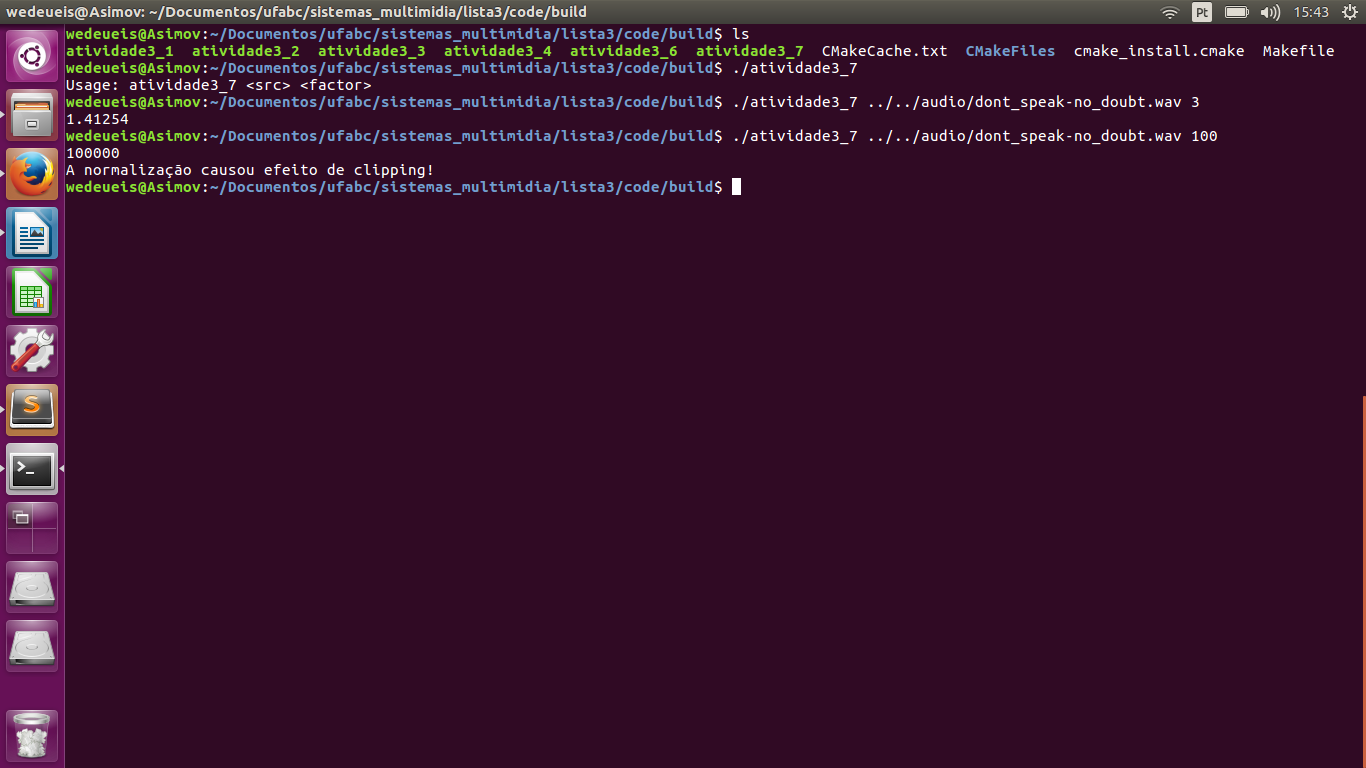 wedeueis@Asimov: ~/Documentos/ufabc/sistemas_multimidia/lista3/code/build
Pt
15:43
wedeueis@Asimov:~/Documentos/ufabc/sistemas_multimidia/lista3/code/build$ ls
atividade3_1  atividade3_2  atividade3_3  atividade3_4  atividade3_6  atividade3_7  CMakeCache.txt  CMakeFiles  cmake_install.cmake  Makefile
wedeueis@Asimov:~/Documentos/ufabc/sistemas_multimidia/lista3/code/build$ ./atividade3_7
Usage: atividade3_7 <src> <factor>
wedeueis@Asimov:~/Documentos/ufabc/sistemas_multimidia/lista3/code/build$ ./atividade3_7 ../../audio/dont_speak-no_doubt.wav 3
1.41254
wedeueis@Asimov:~/Documentos/ufabc/sistemas_multimidia/lista3/code/build$ ./atividade3_7 ../../audio/dont_speak-no_doubt.wav 100
100000
A normalização causou efeito de clipping!
wedeueis@Asimov:~/Documentos/ufabc/sistemas_multimidia/lista3/code/build$